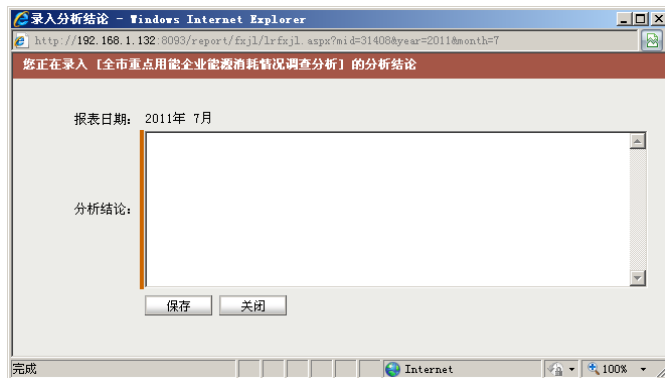 录入分析结论 - Windows Internet Explorer
http://192.168.1.132:8093/report/fxjl/lrfxjl.aspx?mid=31408&year=2011&month=7
您正在录入 [全市重点用能企业能源消耗情况调查分析] 的分析结论
报表日期: 2011年 7月
分析结论:
保存 关闭
完成 Internet 100%